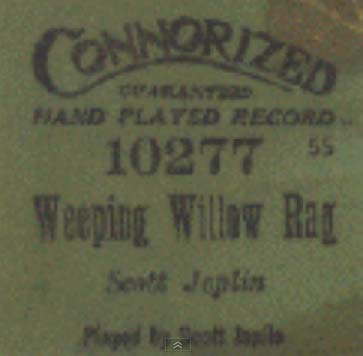 CONNORIZED
GUARANTEED
HAND PLAYED RECORD
10277 55
Weeping Willow Rag
Scott Joplin
Played by Scott Joplin